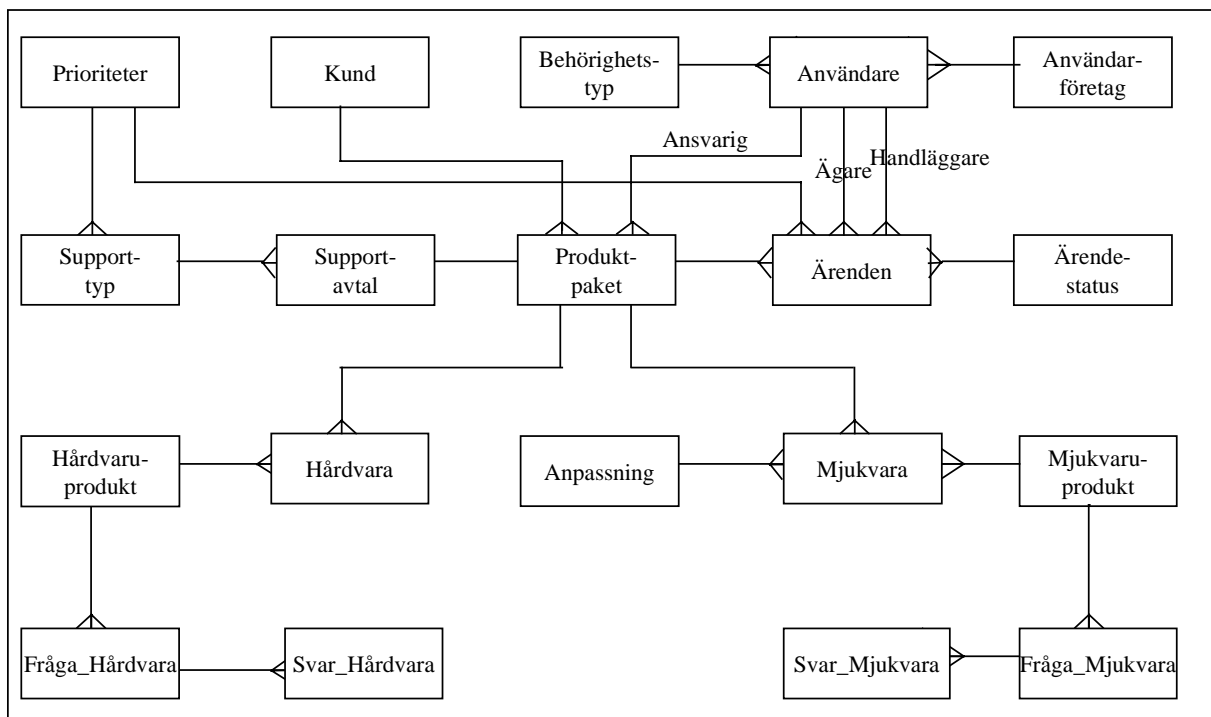 Prioriteter
Kund
Behörighets-
typ
Användare
Användar-
företag
Ansvarig
Ägare
Handläggare
Support-
typ
Support-
avtal
Produkt-
paket
Ärenden
Ärende-
status
Hårdvaru-
produkt
Hårdvara
Anpassning
Mjukvara
Mjukvaru-
produkt
Fråga_Hårdvara
Svar_Hårdvara
Svar_Mjukvara
Fråga_Mjukvara